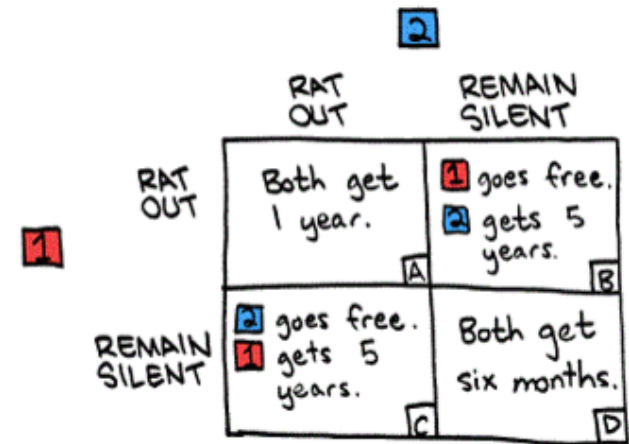 2
RAT
OUT
REMAIN
SILENT
RAT
OUT
Both get
1 year.
A
1 goes free.
2 gets 5
years.
B
1
REMAIN
SILENT
2 goes free.
1 gets 5
years.
C
Both get
six months.
D